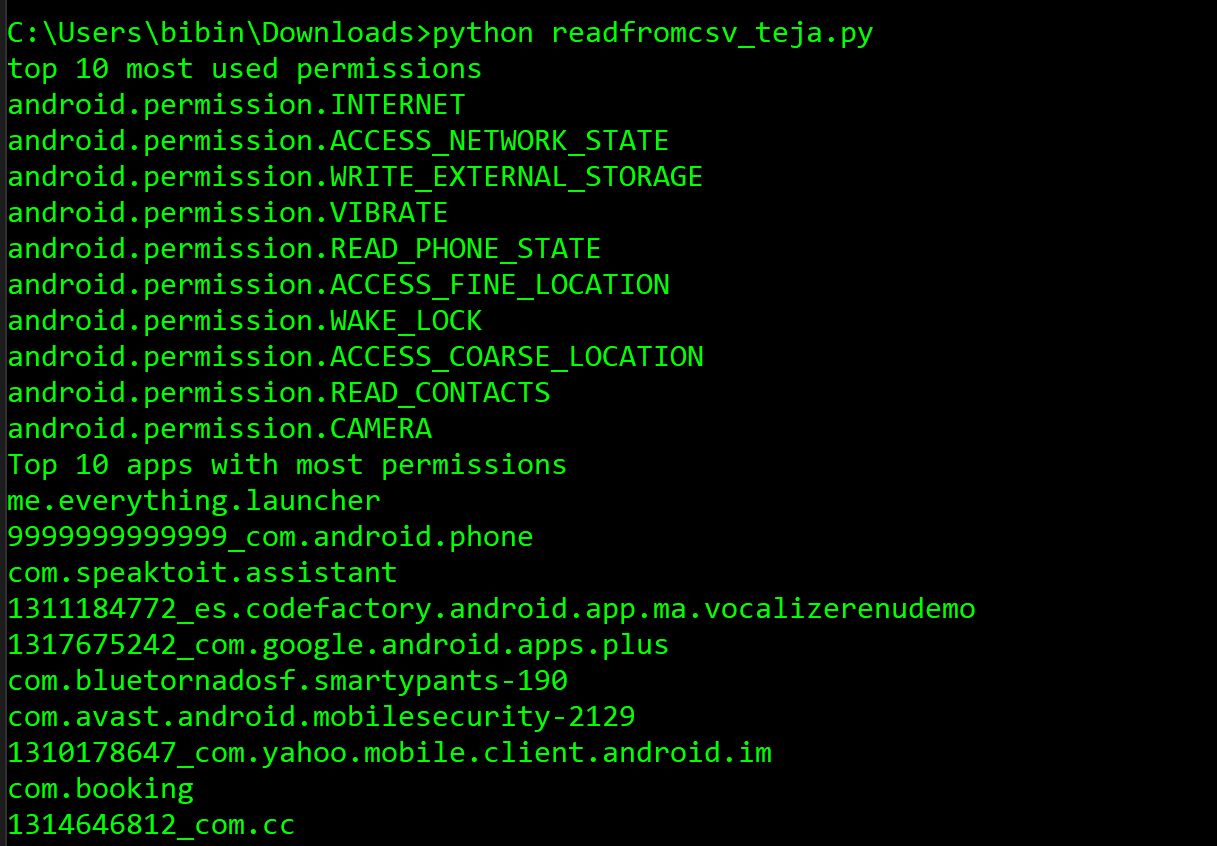 C:\Users\bibin\Downloads>python readfromcsv_teja.py
top 10 most used permissions
android.permission.INTERNET
android.permission.ACCESS_NETWORK_STATE
android.permission.WRITE_EXTERNAL_STORAGE
android.permission.VIBRATE
android.permission.READ_PHONE_STATE
android.permission.ACCESS_FINE_LOCATION
android.permission.WAKE_LOCK
android.permission.ACCESS_COARSE_LOCATION
android.permission.READ_CONTACTS
android.permission.CAMERA
Top 10 apps with most permissions
me.everything.launcher
9999999999999_com.android.phone
com.speaktoit.assistant
1311184772_es.codefactory.android.app.ma.vocalizerenudemo
1317675242_com.google.android.apps.plus
com.bluetornadosf.smartypants-190
com.avast.android.mobilesecurity-2129
1310178647_com.yahoo.mobile.client.android.im
com.booking
1314646812_com.cc